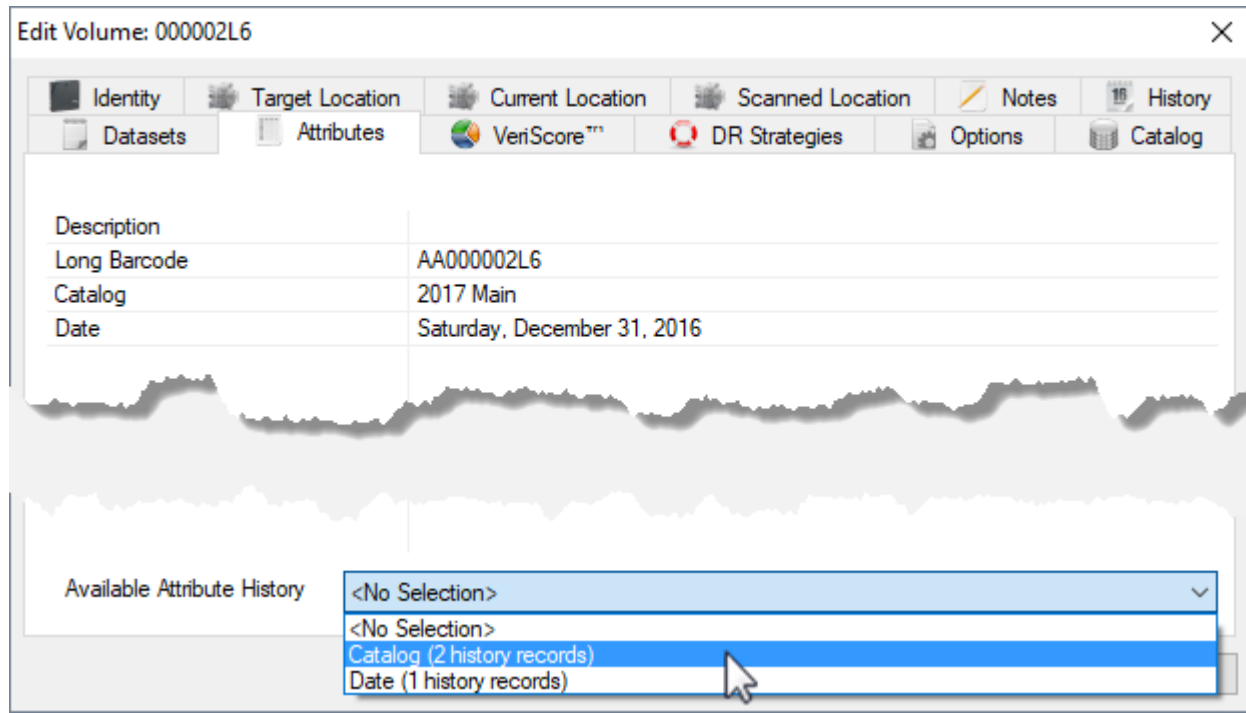 Edit Volume: 000002L6
Identity Target Location Current Location Scanned Location Notes 16 History
Datasets Attributes VeriScore™ DR Strategies Options Catalog
Description
Long Barcode AA000002L6
Catalog 2017 Main
Date Saturday, December 31, 2016
Available Attribute History <No Selection>
<No Selection>
Catalog (2 history records)
Date (1 history records)